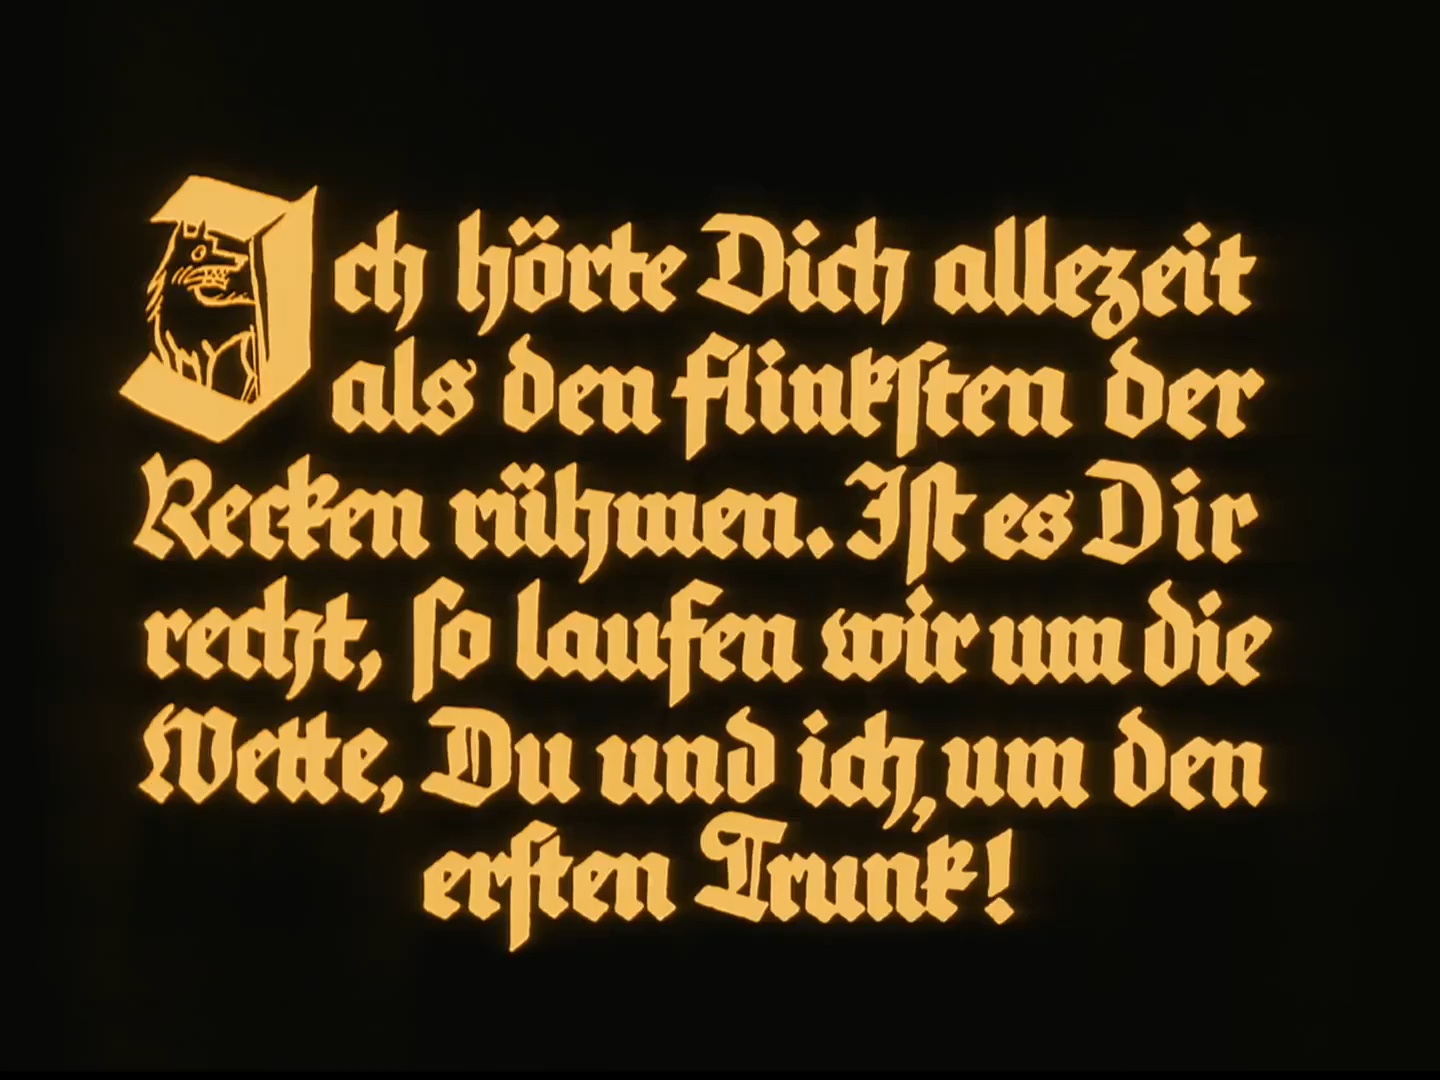 Ich hörte Dich allezeit
als den flinkſten der
Recken rühmen. Iſt es Dir
recht, ſo laufen wir um die
Wette, Du und ich, um den
erſten Trunk!